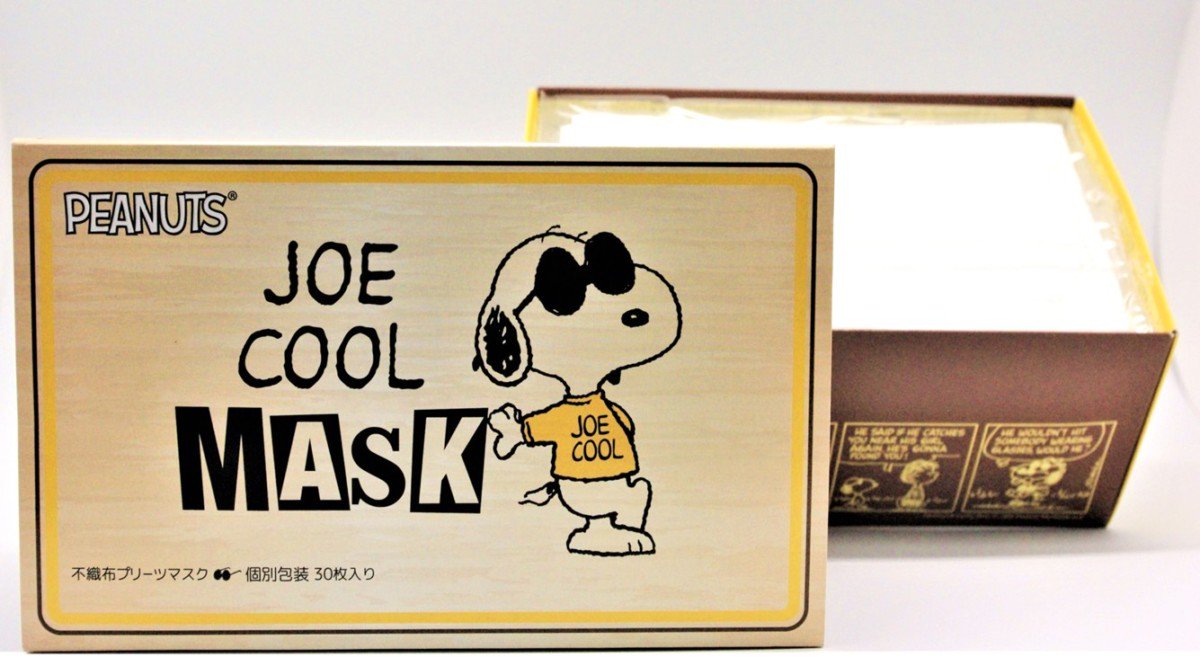 PEANUTS®
JOE
COOL
MASK
JOE
COOL
不織布プリーツマスク 個別包装 30枚入り
HE SAID IF HE CATCHES
YOU NEAR HIS GIRL
AGAIN, HE'S GONNA
POUND YOU!
HE WOULDN'T HIT
SOMEBODY WEARING
GLASSES, WOULD HE?